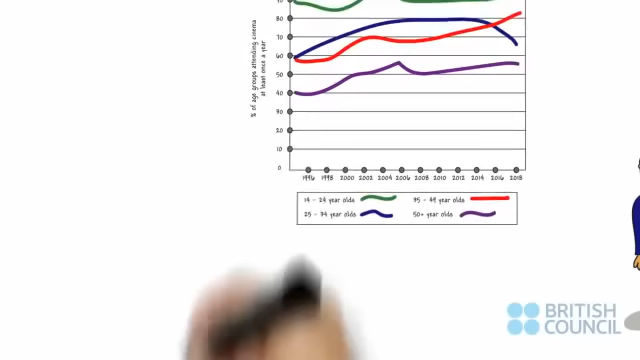 80
70
60
50
40
30
20
10
0
% of age groups attending cinema
at least once a year
1996 1998 2000 2002 2004 2006 2008 2010 2012 2014 2016 2018
14 - 24 year olds 35 - 49 year olds
25 - 34 year olds 50+ year olds
BRITISH
COUNCIL